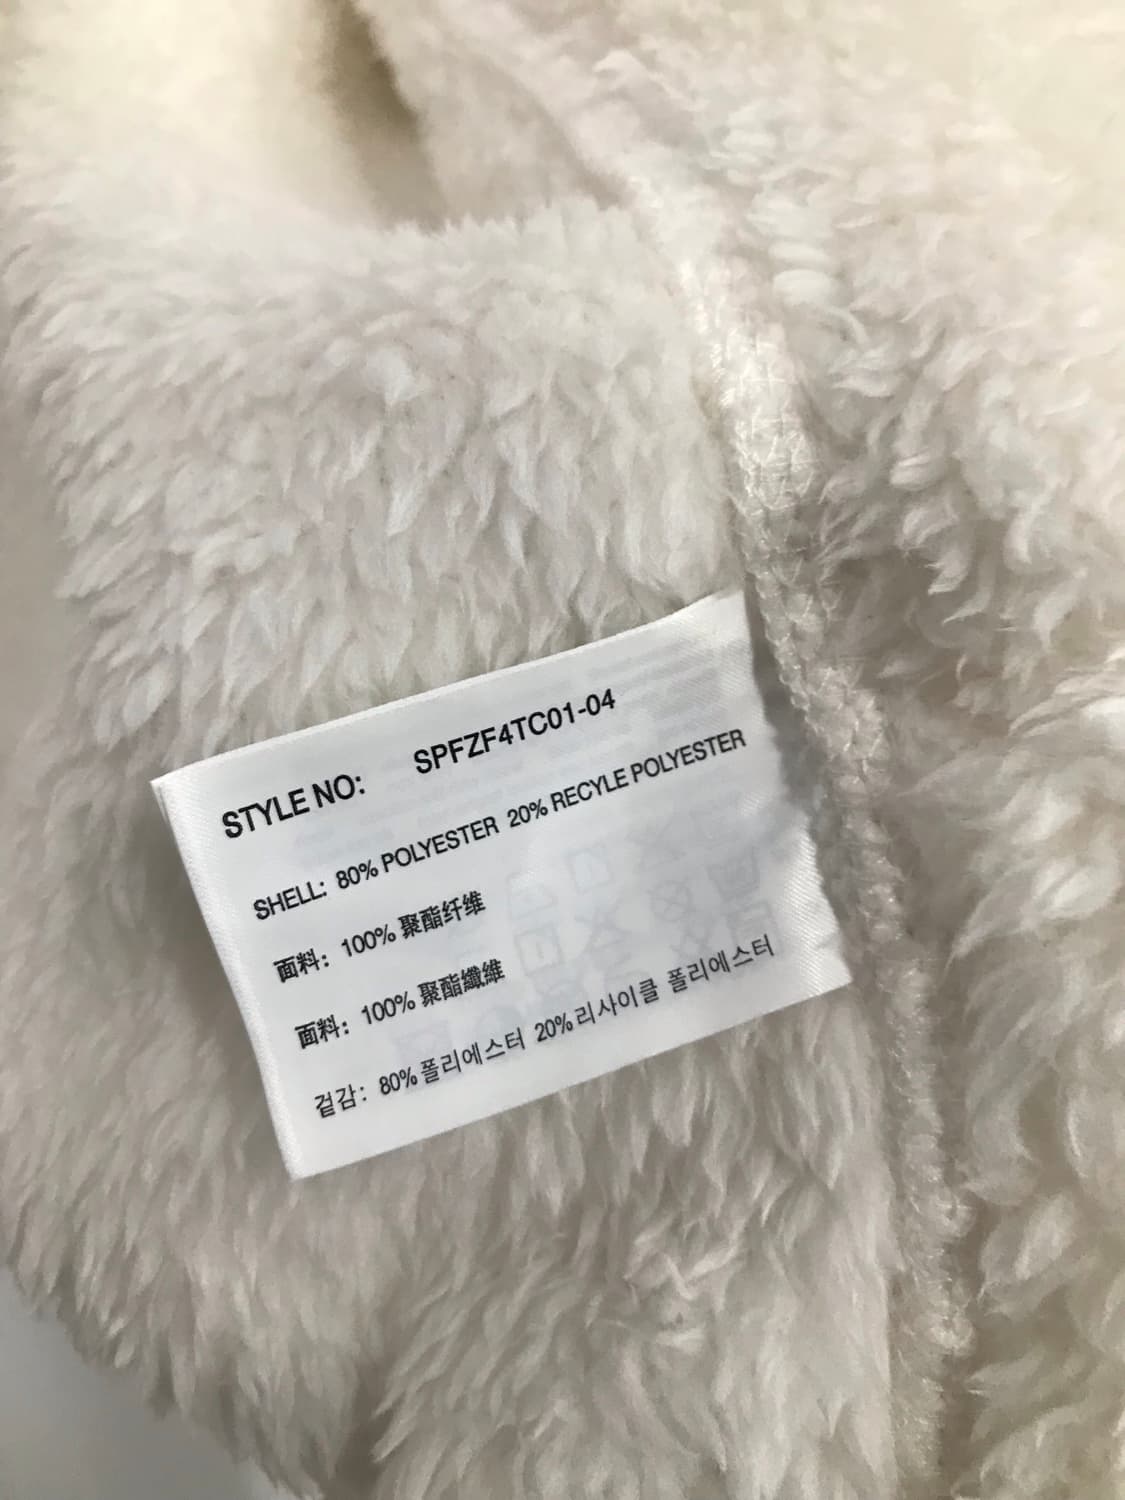 STYLE NO: SPFZF4TC01-04
SHELL: 80% POLYESTER 20% RECYLE POLYESTER
面料: 100% 聚酯纤维
面料: 100% 聚酯纖維
겉감: 80% 폴리에스터 20% 리사이클 폴리에스터